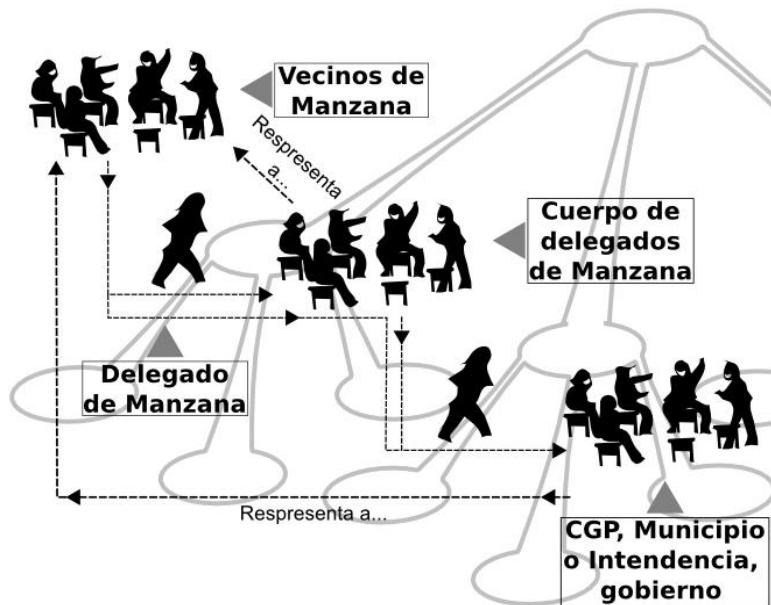 Vecinos de
Manzana
Respresenta
a...
Cuerpo de
delegados
de Manzana
Delegado
de Manzana
Respresenta a...
CGP, Municipio
o Intendencia,
gobierno